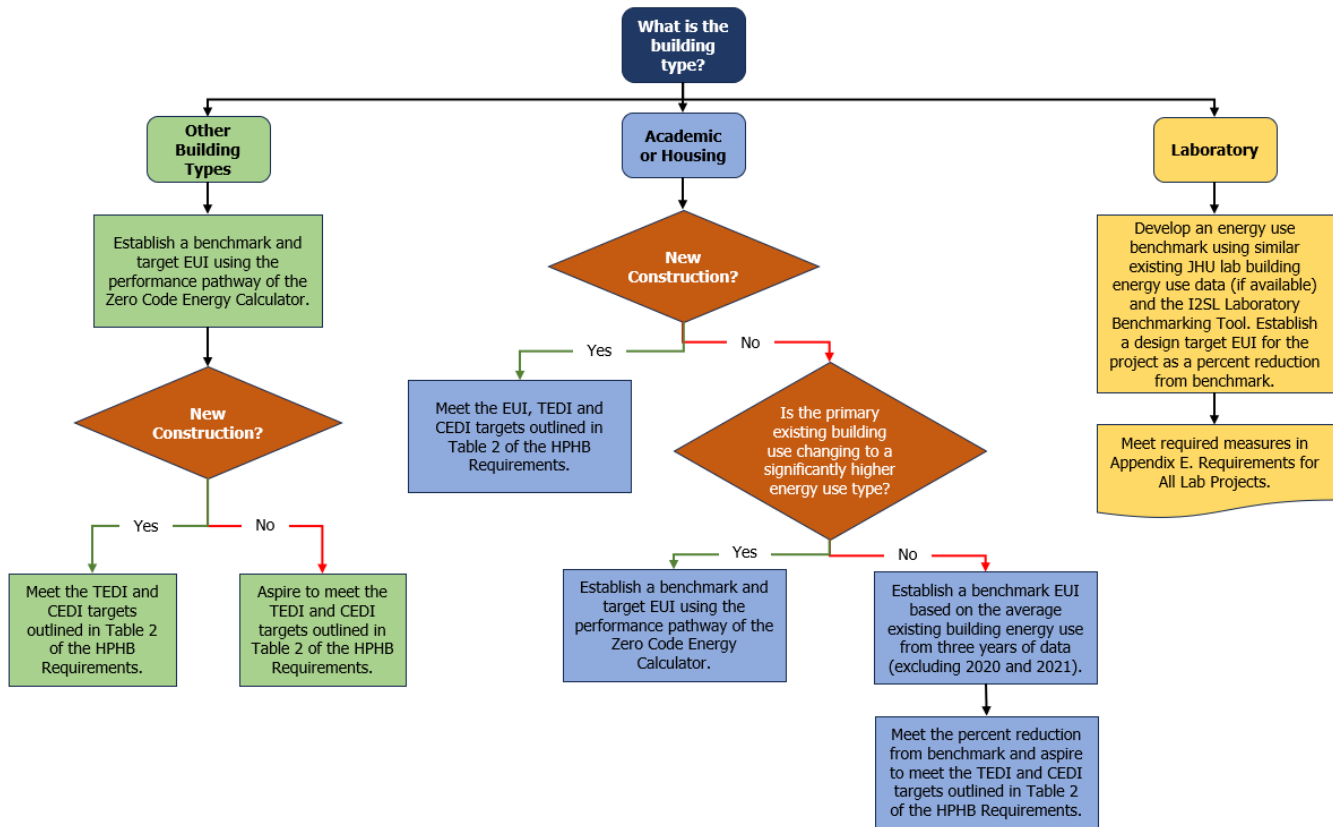 What is the
building
type?
Other
Building
Types
Academic
or Housing
Laboratory
Establish a benchmark and
target EUI using the
performance pathway of the
Zero Code Energy Calculator.
New
Construction?
Develop an energy use
benchmark using similar
existing JHU lab building
energy use data (if available)
and the I2SL Laboratory
Benchmarking Tool. Establish
a design target EUI for the
project as a percent reduction
from benchmark.
Yes
No
New
Construction?
Meet the EUI, TEDI and
CEDI targets outlined in
Table 2 of the HPHB
Requirements.
Is the primary
existing building
use changing to a
significantly higher
energy use type?
Meet required measures in
Appendix E. Requirements for
All Lab Projects.
Yes
No
Yes
No
Meet the TEDI and
CEDI targets
outlined in Table 2
of the HPHB
Requirements.
Aspire to meet the
TEDI and CEDI
targets outlined in
Table 2 of the HPHB
Requirements.
Establish a benchmark and
target EUI using the
performance pathway of the
Zero Code Energy
Calculator.
Establish a benchmark EUI
based on the average
existing building energy use
from three years of data
(excluding 2020 and 2021).
Meet the percent reduction
from benchmark and aspire
to meet the TEDI and CEDI
targets outlined in Table 2
of the HPHB Requirements.